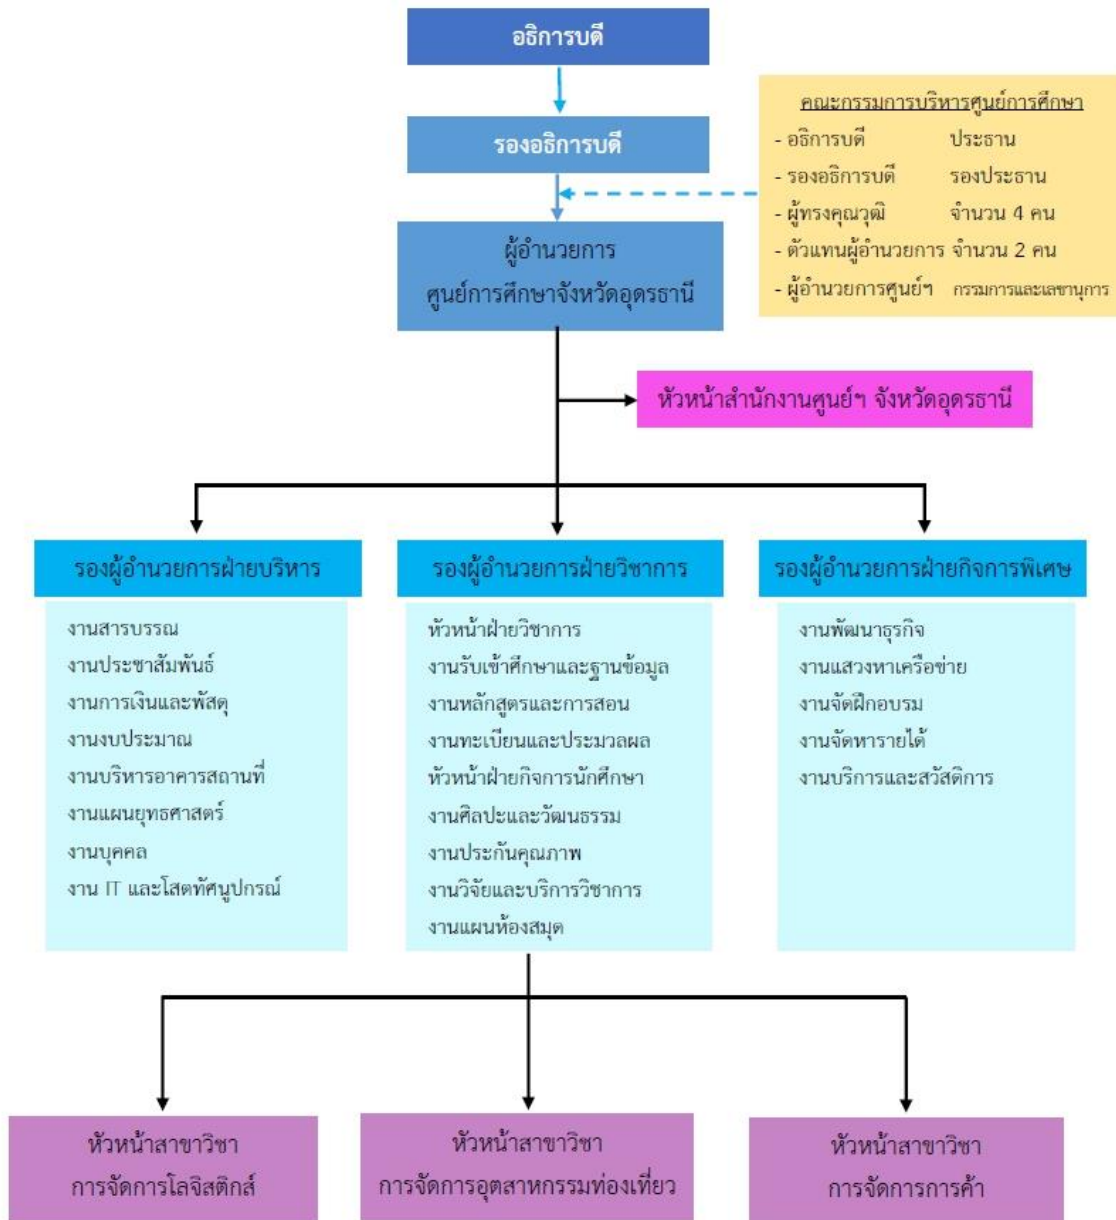 อธิการบดี
รองอธิการบดี
คณะกรรมการบริหารศูนย์การศึกษา
- อธิการบดี ประธาน
- รองอธิการบดี รองประธาน
- ผู้ทรงคุณวุฒิ จำนวน 4 คน
- ตัวแทนผู้อำนวยการ จำนวน 2 คน
- ผู้อำนวยการศูนย์ฯ กรรมการและเลขานุการ
ผู้อำนวยการ
ศูนย์การศึกษาจังหวัดอุดรธานี
หัวหน้าสำนักงานศูนย์ฯ จังหวัดอุดรธานี
รองผู้อำนวยการฝ่ายบริหาร
งานสารบรรณ
งานประชาสัมพันธ์
งานการเงินและพัสดุ
งานงบประมาณ
งานบริหารอาคารสถานที่
งานแผนยุทธศาสตร์
งานบุคคล
งาน IT และโสตทัศนูปกรณ์
รองผู้อำนวยการฝ่ายวิชาการ
หัวหน้าฝ่ายวิชาการ
งานรับเข้าศึกษาและฐานข้อมูล
งานหลักสูตรและการสอน
งานทะเบียนและประมวลผล
หัวหน้าฝ่ายกิจการนักศึกษา
งานศิลปะและวัฒนธรรม
งานประกันคุณภาพ
งานวิจัยและบริการวิชาการ
งานแผนห้องสมุด
รองผู้อำนวยการฝ่ายกิจการพิเศษ
งานพัฒนาธุรกิจ
งานแสวงหาเครือข่าย
งานจัดฝึกอบรม
งานจัดหารายได้
งานบริการและสวัสดิการ
หัวหน้าสาขาวิชา
การจัดการโลจิสติกส์
หัวหน้าสาขาวิชา
การจัดการอุตสาหกรรมท่องเที่ยว
หัวหน้าสาขาวิชา
การจัดการการค้า